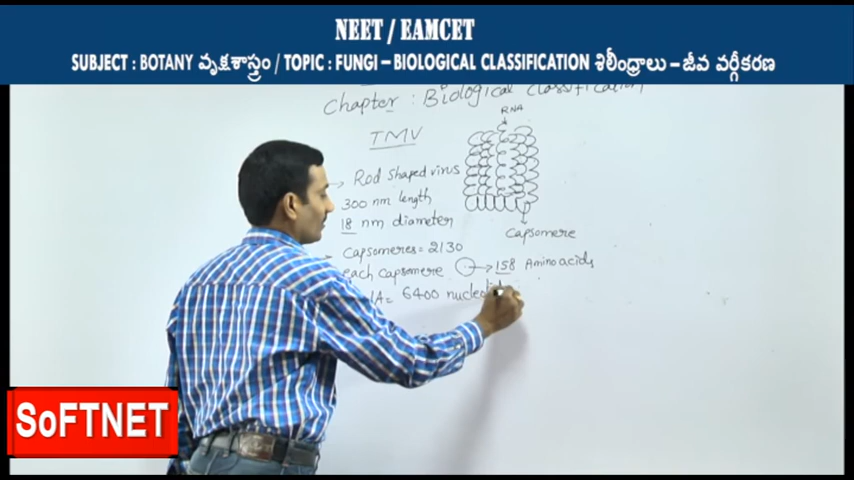 NEET / EAMCET
SUBJECT : BOTANY వృక్షశాస్త్రం / TOPIC : FUNGI – BIOLOGICAL CLASSIFICATION శిలీంధ్రాలు – జీవ వర్గీకరణ
Chapter : Biological Classification
RNA
TMV
Rod Shaped virus
300 nm length
18 nm diameter
Capsomere
Capsomeres = 2130
each capsomere → 158 Amino acids
= 6400
SoFTNET